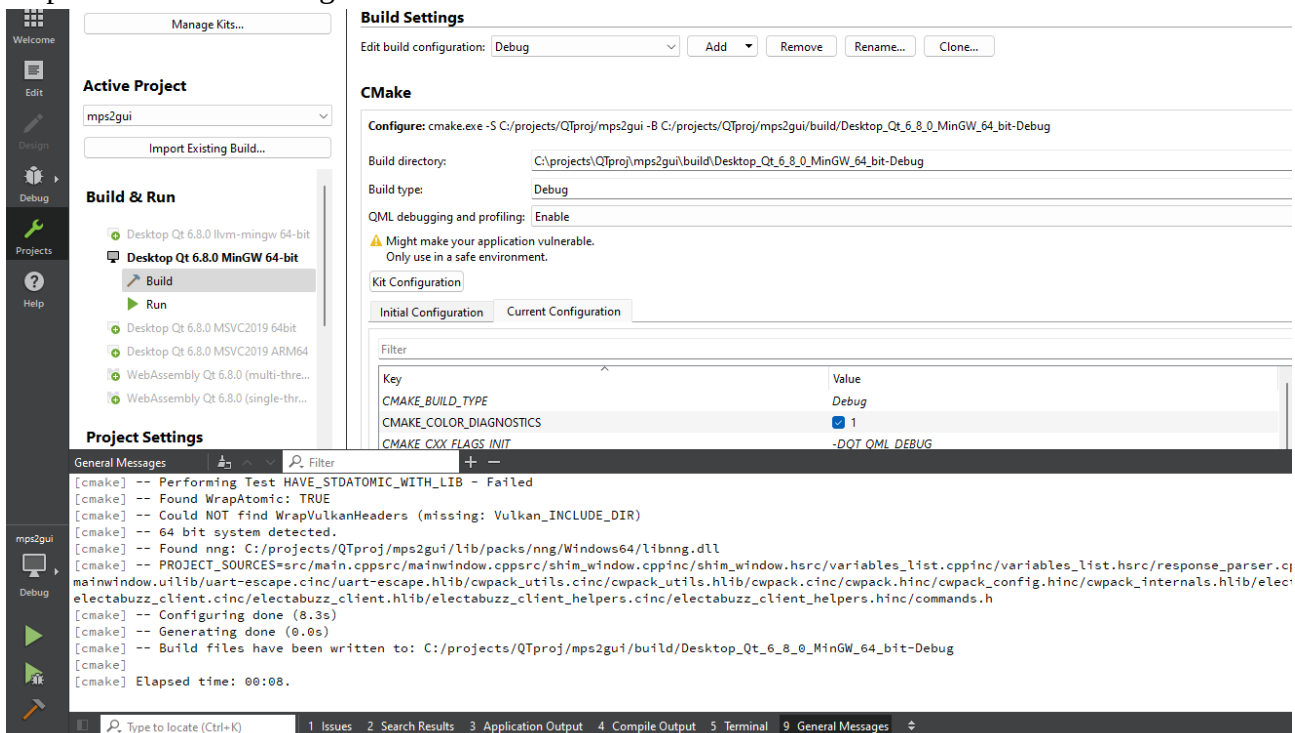 Welcome
Edit
Design
Debug
Projects
Help
mps2gui
Debug
Manage Kits...
Active Project
mps2gui
Import Existing Build...
Build & Run
Desktop Qt 6.8.0 llvm-mingw 64-bit
Desktop Qt 6.8.0 MinGW 64-bit
Build
Run
Desktop Qt 6.8.0 MSVC2019 64bit
Desktop Qt 6.8.0 MSVC2019 ARM64
WebAssembly Qt 6.8.0 (multi-thre...
WebAssembly Qt 6.8.0 (single-thr...
Project Settings
Build Settings
Edit build configuration: Debug Add Remove Rename... Clone...
CMake
Configure: cmake.exe -S C:/projects/QTproj/mps2gui -B C:/projects/QTproj/mps2gui/build/Desktop_Qt_6_8_0_MinGW_64_bit-Debug
Build directory: C:\projects\QTproj\mps2gui\build\Desktop_Qt_6_8_0_MinGW_64_bit-Debug
Build type: Debug
QML debugging and profiling: Enable
Might make your application vulnerable.
Only use in a safe environment.
Kit Configuration
Initial Configuration Current Configuration
Filter
Key Value
CMAKE_BUILD_TYPE Debug
CMAKE_COLOR_DIAGNOSTICS 1
CMAKE_CXX_FLAGS_INIT -DQT_QML_DEBUG
General Messages Filter
[cmake] -- Performing Test HAVE_STDATOMIC_WITH_LIB - Failed
[cmake] -- Found WrapAtomic: TRUE
[cmake] -- Could NOT find WrapVulkanHeaders (missing: Vulkan_INCLUDE_DIR)
[cmake] -- 64 bit system detected.
[cmake] -- Found nng: C:/projects/QTproj/mps2gui/lib/packs/nng/Windows64/libnng.dll
[cmake] -- PROJECT_SOURCES=src/main.cppsrc/mainwindow.cppsrc/shim_window.cppinc/shim_window.hsrc/variables_list.cppinc/variables_list.hsrc/response_parser.cp
mainwindow.uilib/uart-escape.cinc/uart-escape.hlib/cwpack_utils.cinc/cwpack_utils.hlib/cwpack.cinc/cwpack.hinc/cwpack_config.hinc/cwpack_internals.hlib/elect
electabuzz_client.cinc/electabuzz_client.hlib/electabuzz_client_helpers.cinc/electabuzz_client_helpers.hinc/commands.h
[cmake] -- Configuring done (8.3s)
[cmake] -- Generating done (0.0s)
[cmake] -- Build files have been written to: C:/projects/QTproj/mps2gui/build/Desktop_Qt_6_8_0_MinGW_64_bit-Debug
[cmake]
[cmake] Elapsed time: 00:08.
Type to locate (Ctrl+K) 1 Issues 2 Search Results 3 Application Output 4 Compile Output 5 Terminal 9 General Messages